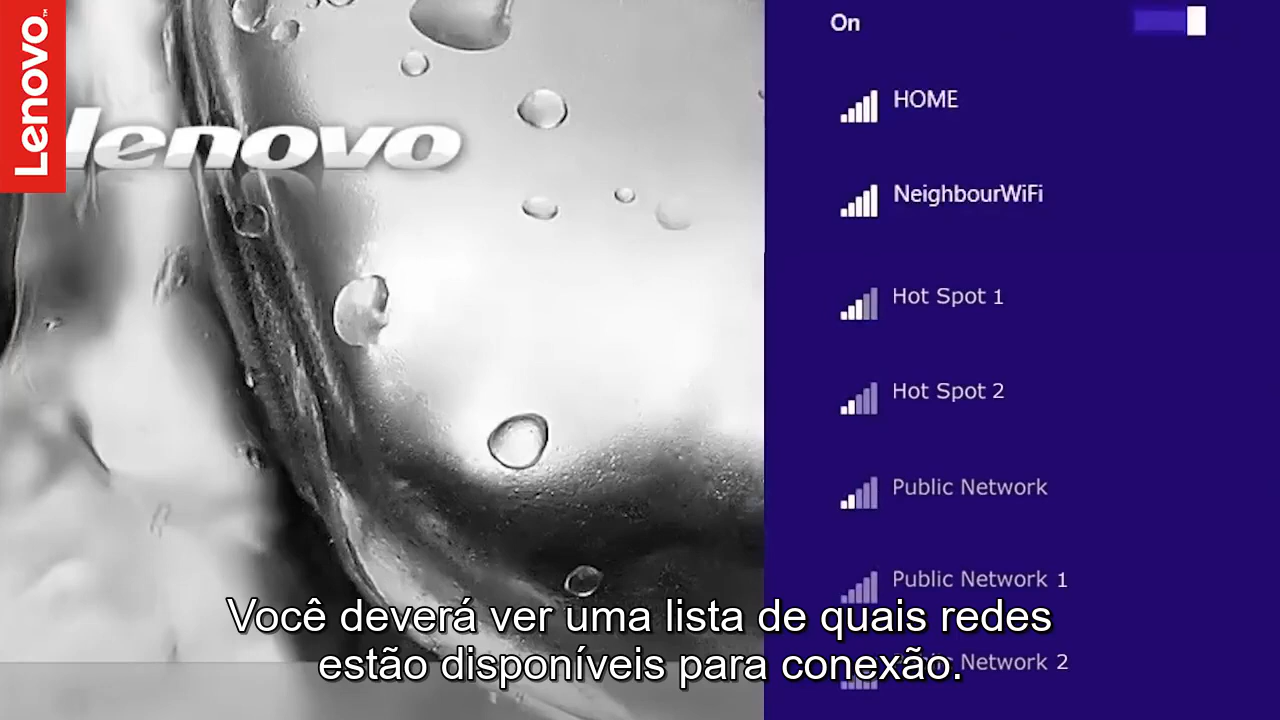 Lenovo™
lenovo
On
HOME
NeighbourWiFi
Hot Spot 1
Hot Spot 2
Public Network
Public Network 1
Network 2
Você deverá ver uma lista de quais redes
estão disponíveis para conexão.